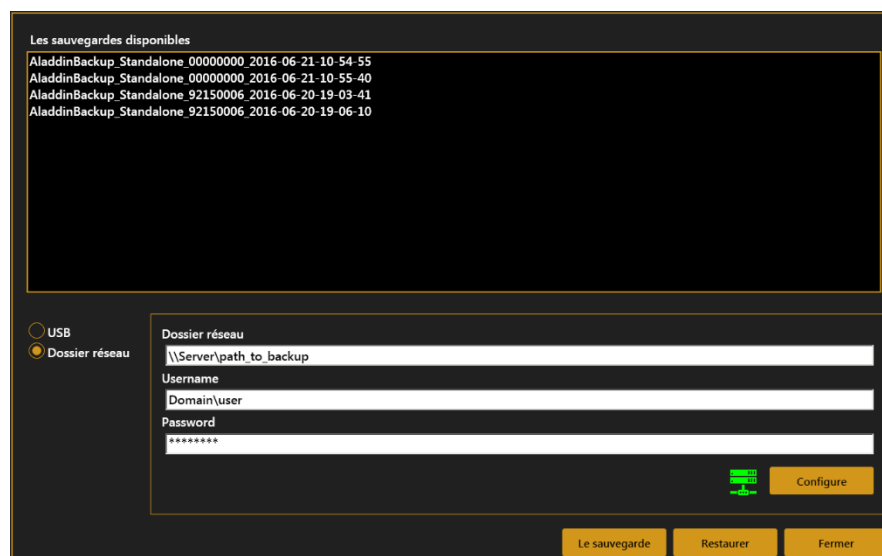 Les sauvegardes disponibles
AladdinBackup_Standalone_00000000_2016-06-21-10-54-55
AladdinBackup_Standalone_00000000_2016-06-21-10-55-40
AladdinBackup_Standalone_92150006_2016-06-20-19-03-41
AladdinBackup_Standalone_92150006_2016-06-20-19-06-10
USB
Dossier réseau
Dossier réseau
\\Server\path_to_backup
Username
Domain\user
Password
********
Configure
Le sauvegarde Restaurer Fermer